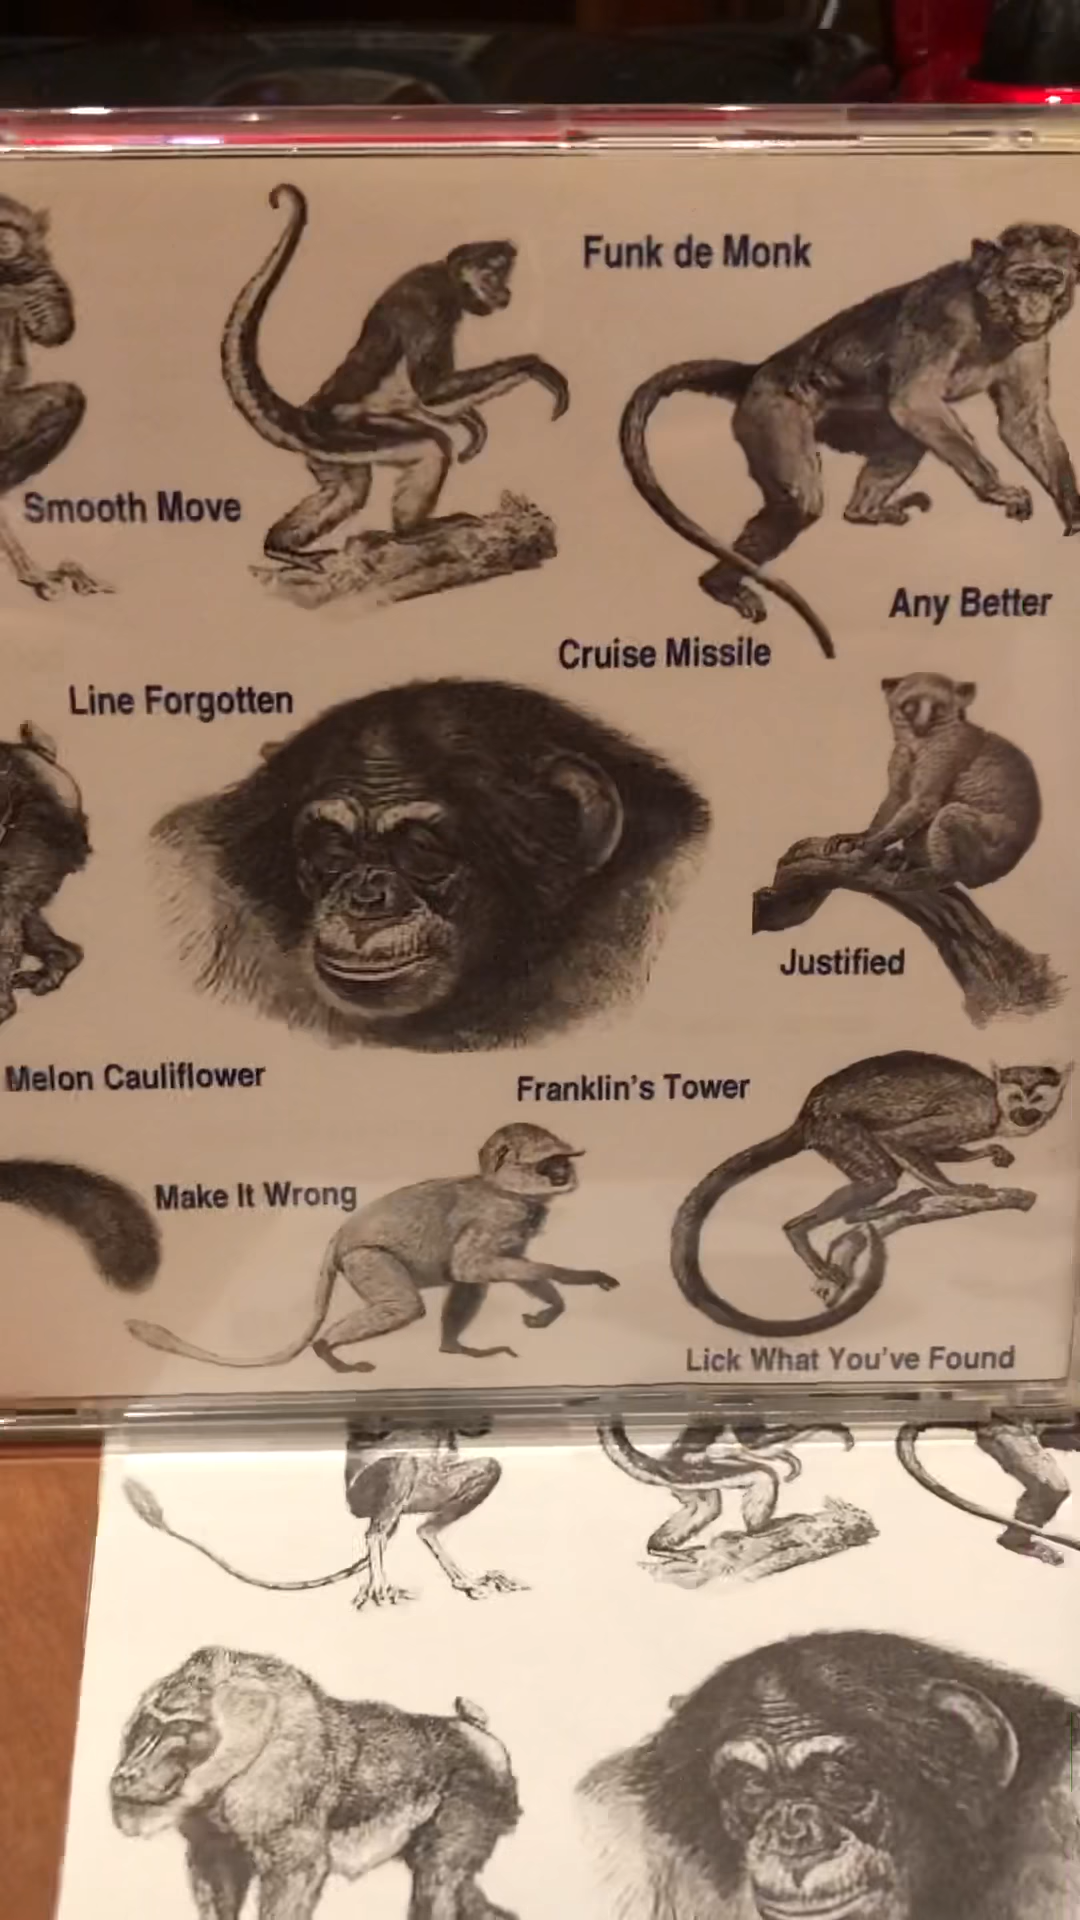 Funk de Monk
Smooth Move
Any Better
Cruise Missile
Line Forgotten
Justified
Melon Cauliflower
Franklin's Tower
Make It Wrong
Lick What You've Found